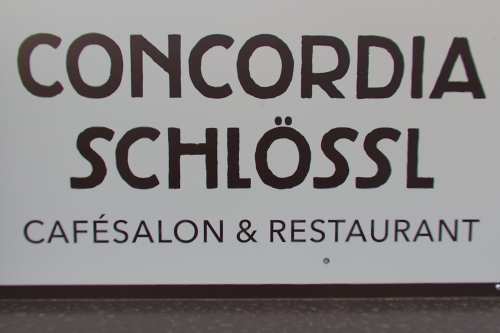 CONCORDIA
SCHLÖSSL
CAFÉSALON & RESTAURANT